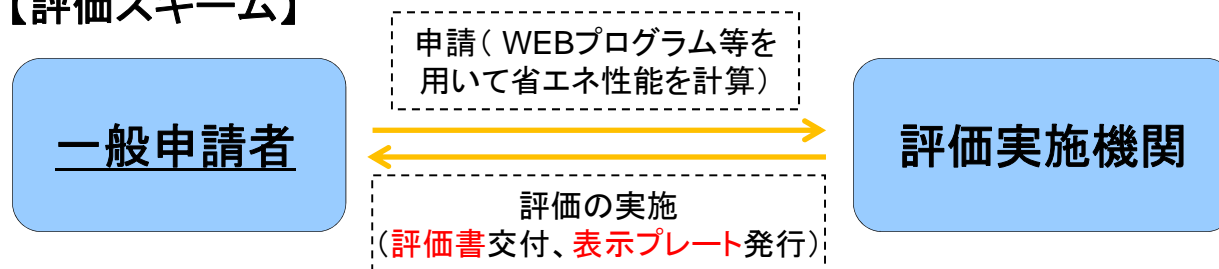 【評価スキーム】
申請( WEBプログラム等を
用いて省エネ性能を計算)
一般申請者
評価実施機関
評価の実施
(評価書交付、表示プレート発行)